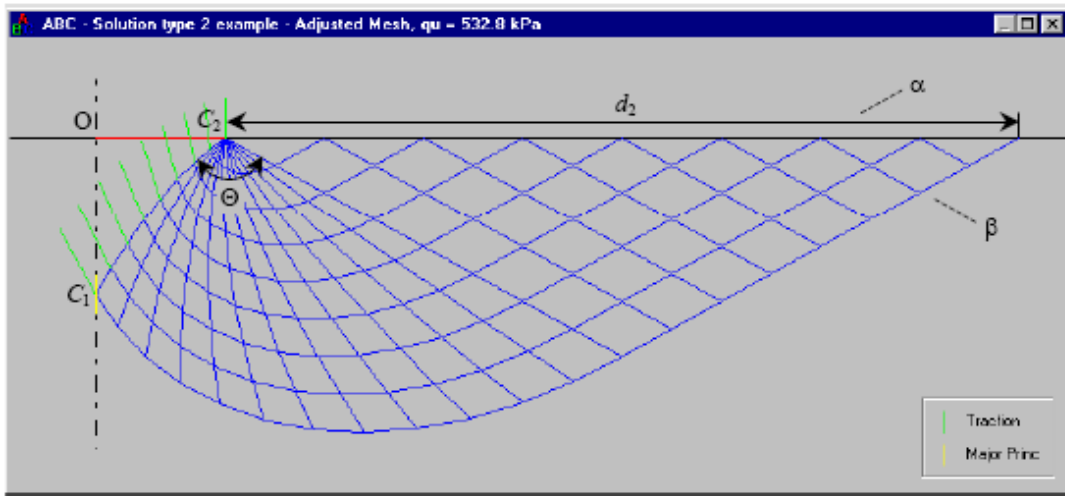 ABC - Solution type 2 example - Adjusted Mesh, qu = 532.8 kPa
α
O
C2
d2
Θ
β
C1
Traction
Major Princ